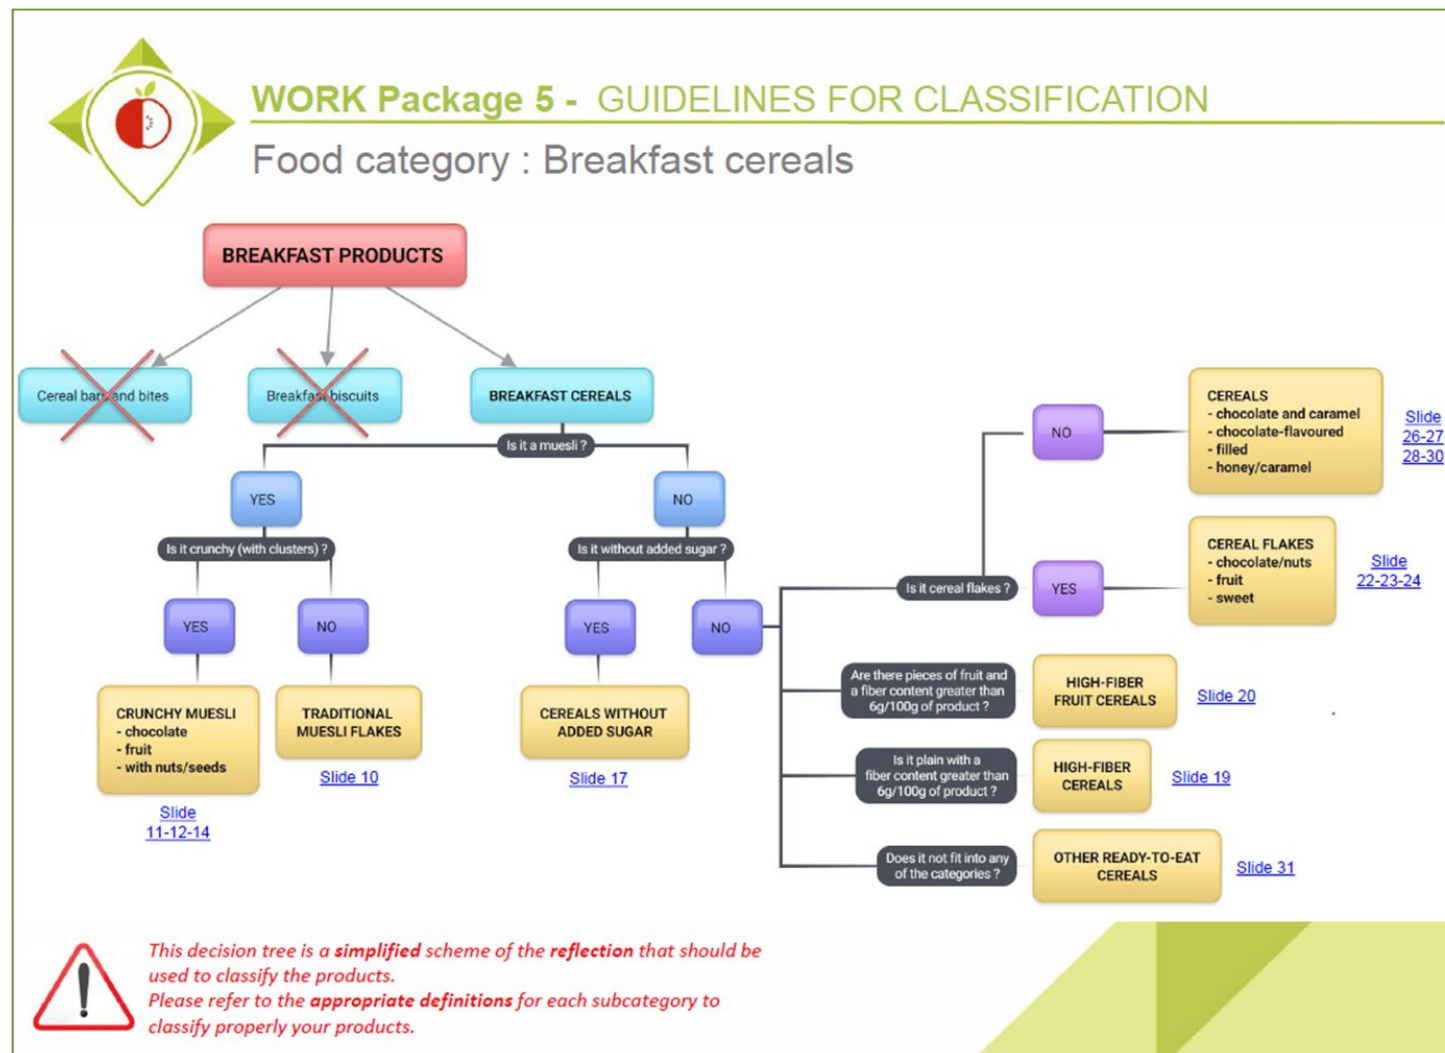 WORK Package 5 - GUIDELINES FOR CLASSIFICATION
Food category : Breakfast cereals
BREAKFAST PRODUCTS
Cereal bars and bites
Breakfast biscuits
BREAKFAST CEREALS
Is it a muesli ?
YES
NO
Is it crunchy (with clusters) ?
Is it without added sugar ?
YES
NO
YES
NO
CRUNCHY MUESLI
- chocolate
- fruit
- with nuts/seeds
Slide
11-12-14
TRADITIONAL
MUESLI FLAKES
Slide 10
CEREALS WITHOUT
ADDED SUGAR
Slide 17
Is it cereal flakes ?
NO
CEREALS
- chocolate and caramel
- chocolate-flavoured
- filled
- honey/caramel
Slide
26-27
28-30
YES
CEREAL FLAKES
- chocolate/nuts
- fruit
- sweet
Slide
22-23-24
Are there pieces of fruit and
a fiber content greater than
6g/100g of product ?
HIGH-FIBER
FRUIT CEREALS
Slide 20
Is it plain with a
fiber content greater than
6g/100g of product ?
HIGH-FIBER
CEREALS
Slide 19
Does it not fit into any
of the categories ?
OTHER READY-TO-EAT
CEREALS
Slide 31
This decision tree is a simplified scheme of the reflection that should be
used to classify the products.
Please refer to the appropriate definitions for each subcategory to
classify properly your products.